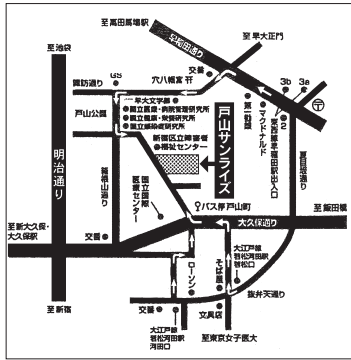 至高田馬場駅
早稲田通り
至早大正門
至池袋
交番
3b
3a
GS
諏訪通り
穴八幡宮
戸山公園
早大文学部
国立感染症研究所
新宿区立障害者
福祉センター
戸山サンライズ
第一勧銀
マクドナルド
東西線早稲田駅出入口
2
夏目坂通り
明治通り
箱根山通り
国立国際
医療センター
バス停戸山町
大久保通り
至飯田橋
至新大久保・
大久保駅
交番
大江戸線
若松河田駅
若松口
ローソン
そば屋
抜弁天通り
文具店
至新宿
交番
大江戸線
若松河田駅
河田口
至東京女子医大